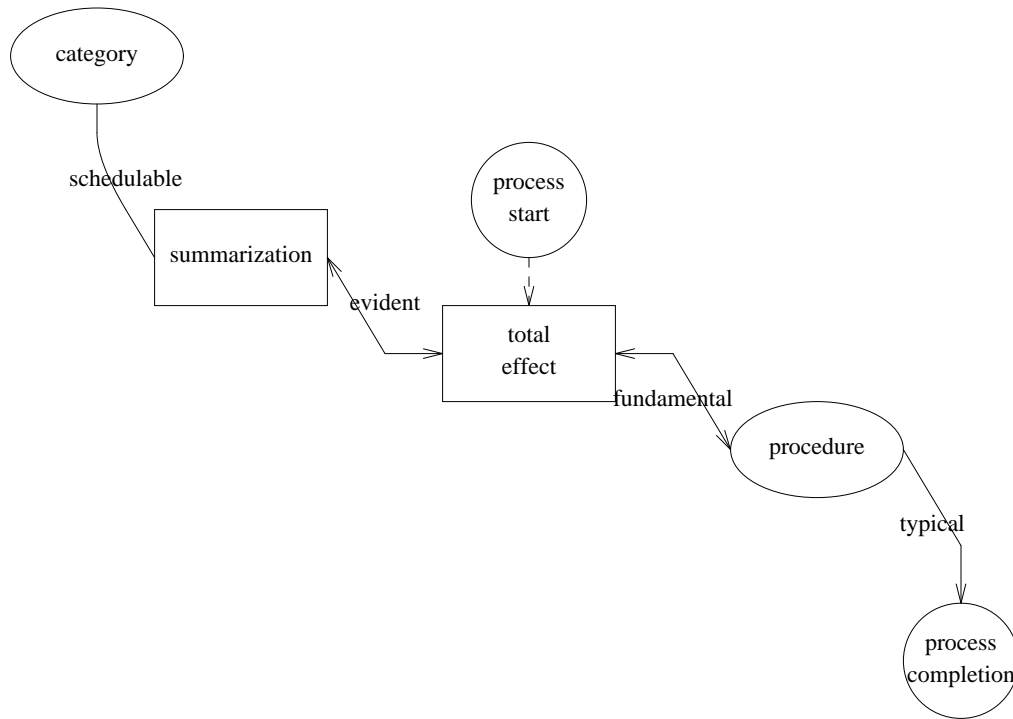 category
schedulable
process
start
summarization
evident
total
effect
fundamental
procedure
typical
process
completion